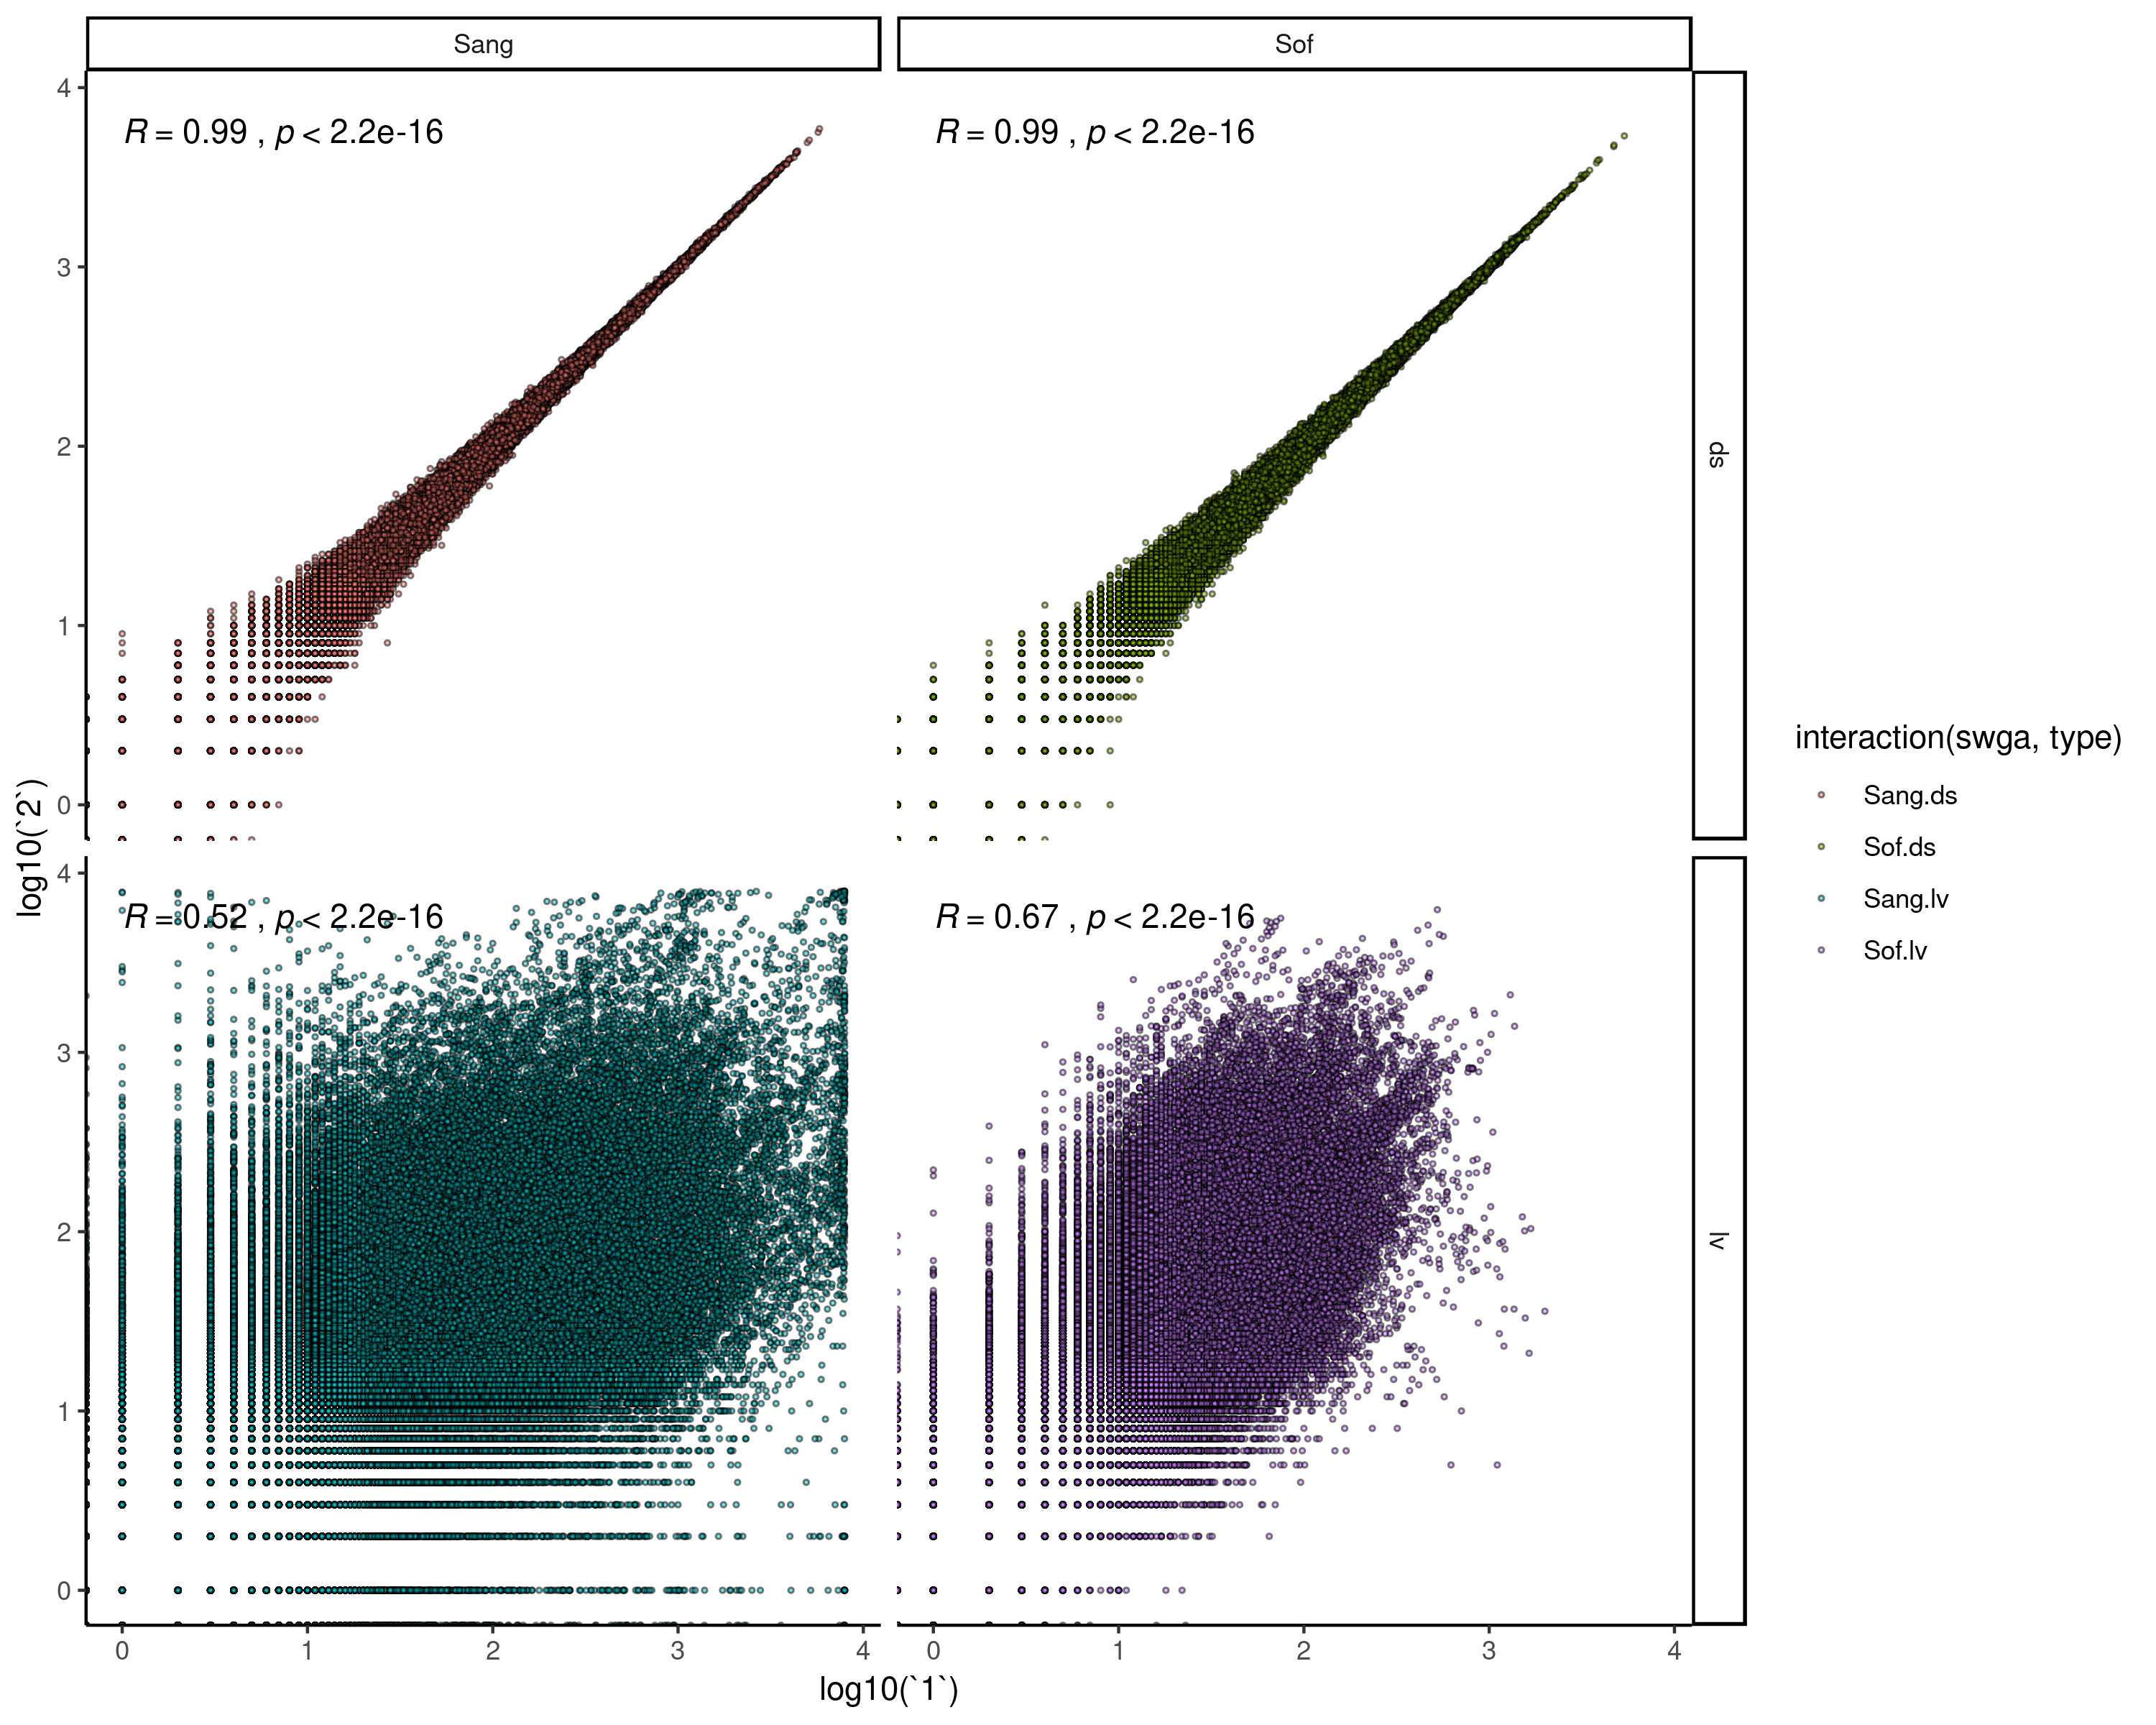 Sang
Sof
4
R = 0.99 , p < 2.2e-16
R = 0.99 , p < 2.2e-16
3
2
1
0
ds
log10(`2`)
4
R = 0.52 , p < 2.2e-16
R = 0.67 , p < 2.2e-16
3
2
1
0
lv
0 1 2 3 4
0 1 2 3 4
log10(`1`)
interaction(swga, type)
Sang.ds
Sof.ds
Sang.lv
Sof.lv